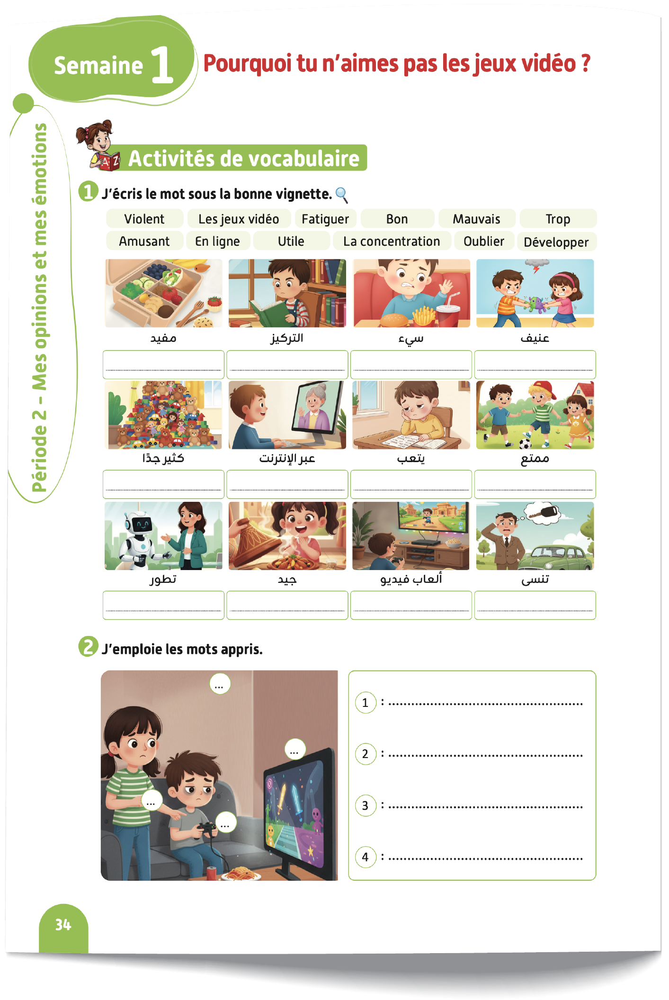 Semaine 1
Pourquoi tu n'aimes pas les jeux vidéo ?
Période 2 - Mes opinions et mes émotions
A Z
Activités de vocabulaire
1 J'écris le mot sous la bonne vignette.
Violent Les jeux vidéo Fatiguer Bon Mauvais Trop
Amusant En ligne Utile La concentration Oublier Développer
مفيد التركيز سيء عنيف
كثير جدًا عبر الإنترنت يتعب ممتع
تطور جيد ألعاب فيديو تنسى
2 J'emploie les mots appris.
...
...
...
...
1 : ..................................................
2 : ..................................................
3 : ..................................................
4 : ..................................................
34